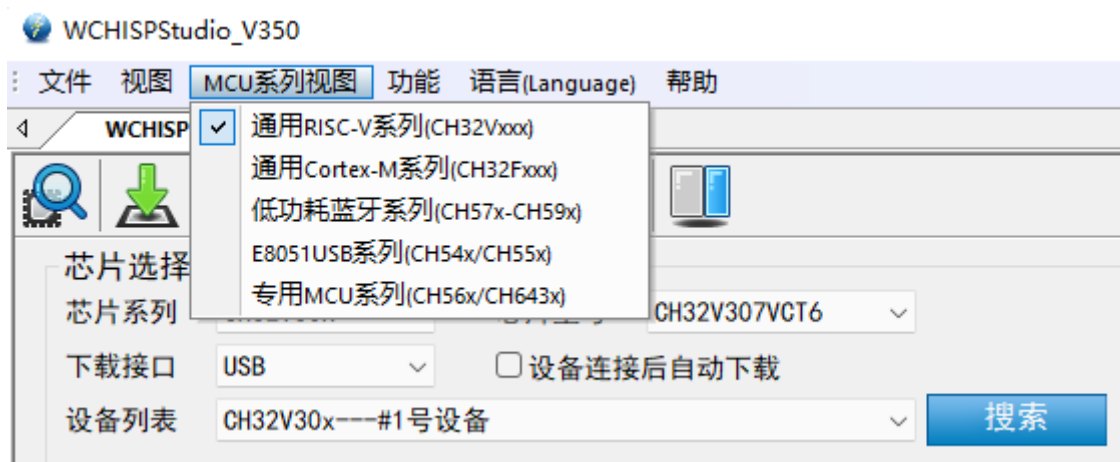 WCHISPStudio_V350
文件 视图 MCU系列视图 功能 语言(Language) 帮助
WCHISP
通用RISC-V系列(CH32Vxxx)
通用Cortex-M系列(CH32Fxxx)
低功耗蓝牙系列(CH57x-CH59x)
E8051USB系列(CH54x/CH55x)
专用MCU系列(CH56x/CH643x)
芯片选择
芯片系列 CH32V307VCT6
下载接口 USB 设备连接后自动下载
设备列表 CH32V30x---#1号设备 搜索